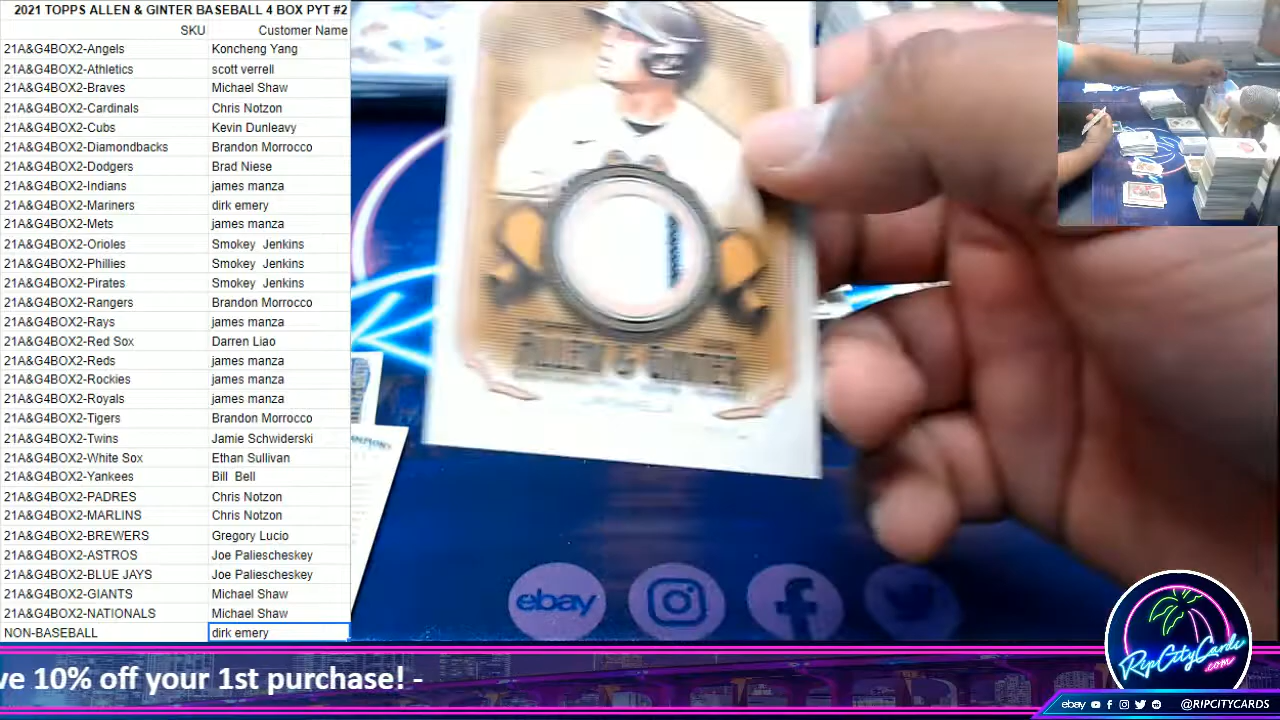 2021 TOPPS ALLEN & GINTER BASEBALL 4 BOX PYT #2
SKU Customer Name
21A&G4BOX2-Angels Koncheng Yang
21A&G4BOX2-Athletics scott verrell
21A&G4BOX2-Braves Michael Shaw
21A&G4BOX2-Cardinals Chris Notzon
21A&G4BOX2-Cubs Kevin Dunleavy
21A&G4BOX2-Diamondbacks Brandon Morrocco
21A&G4BOX2-Dodgers Brad Niese
21A&G4BOX2-Indians james manza
21A&G4BOX2-Mariners dirk emery
21A&G4BOX2-Mets james manza
21A&G4BOX2-Orioles Smokey Jenkins
21A&G4BOX2-Phillies Smokey Jenkins
21A&G4BOX2-Pirates Smokey Jenkins
21A&G4BOX2-Rangers Brandon Morrocco
21A&G4BOX2-Rays james manza
21A&G4BOX2-Red Sox Darren Liao
21A&G4BOX2-Reds james manza
21A&G4BOX2-Rockies james manza
21A&G4BOX2-Royals james manza
21A&G4BOX2-Tigers Brandon Morrocco
21A&G4BOX2-Twins Jamie Schwiderski
21A&G4BOX2-White Sox Ethan Sullivan
21A&G4BOX2-Yankees Bill Bell
21A&G4BOX2-PADRES Chris Notzon
21A&G4BOX2-MARLINS Chris Notzon
21A&G4BOX2-BREWERS Gregory Lucio
21A&G4BOX2-ASTROS Joe Paliescheskey
21A&G4BOX2-BLUE JAYS Joe Paliescheskey
21A&G4BOX2-GIANTS Michael Shaw
21A&G4BOX2-NATIONALS Michael Shaw
NON-BASEBALL dirk emery
ALLEN & GINTER
ebay
ve 10% off your 1st purchase! -
RipCityCards
.com
ebay @RIPCITYCARDS